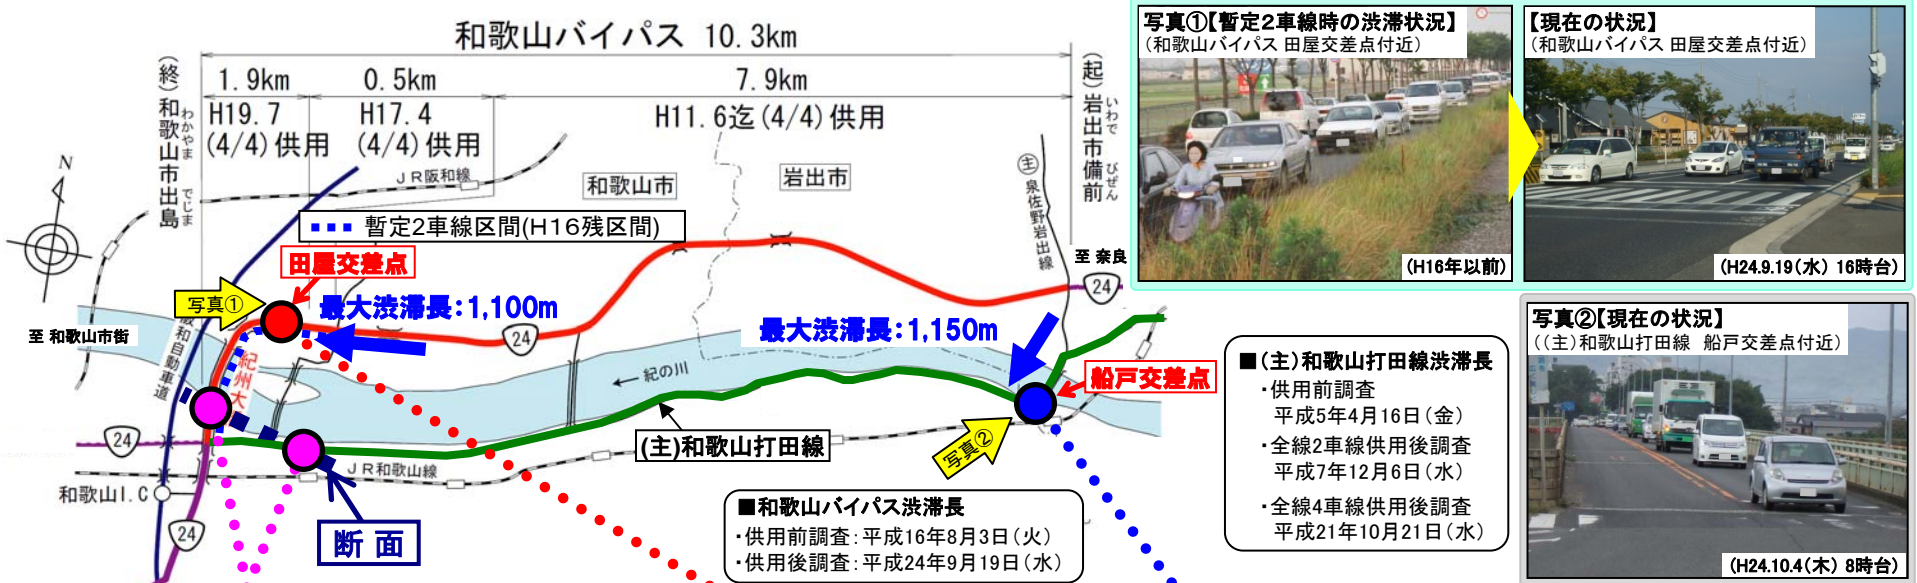 和歌山バイパス 10.3km
1.9km
0.5km
7.9km
H19.7
(4/4)供用
H17.4
(4/4)供用
H11.6迄(4/4)供用
(終)和歌山市出島
わかやま でじま
(起)岩出市備前
いわで びぜん
N
JR阪和線
和歌山市
岩出市
(主)泉佐野岩出線
暫定2車線区間(H16残区間)
田屋交差点
写真①
最大渋滞長:1,100m
至 奈良
24
至 和歌山市街
阪和自動車道
紀州大
24
最大渋滞長:1,150m
←紀の川
船戸交差点
24
(主)和歌山打田線
写真②
JR和歌山線
和歌山I.C
24
断面
■和歌山バイパス渋滞長
・供用前調査:平成16年8月3日(火)
・供用後調査:平成24年9月19日(水)
■(主)和歌山打田線渋滞長
・供用前調査
平成5年4月16日(金)
・全線2車線供用後調査
平成7年12月6日(水)
・全線4車線供用後調査
平成21年10月21日(水)
写真①【暫定2車線時の渋滞状況】
(和歌山バイパス 田屋交差点付近)
(H16年以前)
【現在の状況】
(和歌山バイパス 田屋交差点付近)
(H24.9.19(水) 16時台)
写真②【現在の状況】
((主)和歌山打田線 船戸交差点付近)
(H24.10.4(木) 8時台)